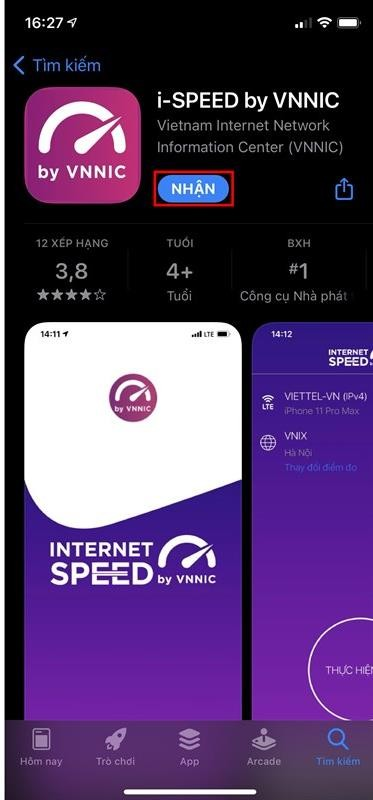 16:27
Tìm kiếm
by VNNIC
i-SPEED by VNNIC
Vietnam Internet Network
Information Center (VNNIC)
NHẬN
12 XẾP HẠNG
TUỔI
BXH
3,8
4+
#1
Tuổi
Công cụ Nhà phát
14:11
LTE
by VNNIC
INTERNET
SPEED by VNNIC
14:12
INTERNET
SPEED
LTE
VIETTEL-VN (IPv4)
iPhone 11 Pro Max
VNIX
Hà Nội
Thay đổi điểm đo
Hôm nay
Trò chơi
App
Arcade
Tìm kiếm